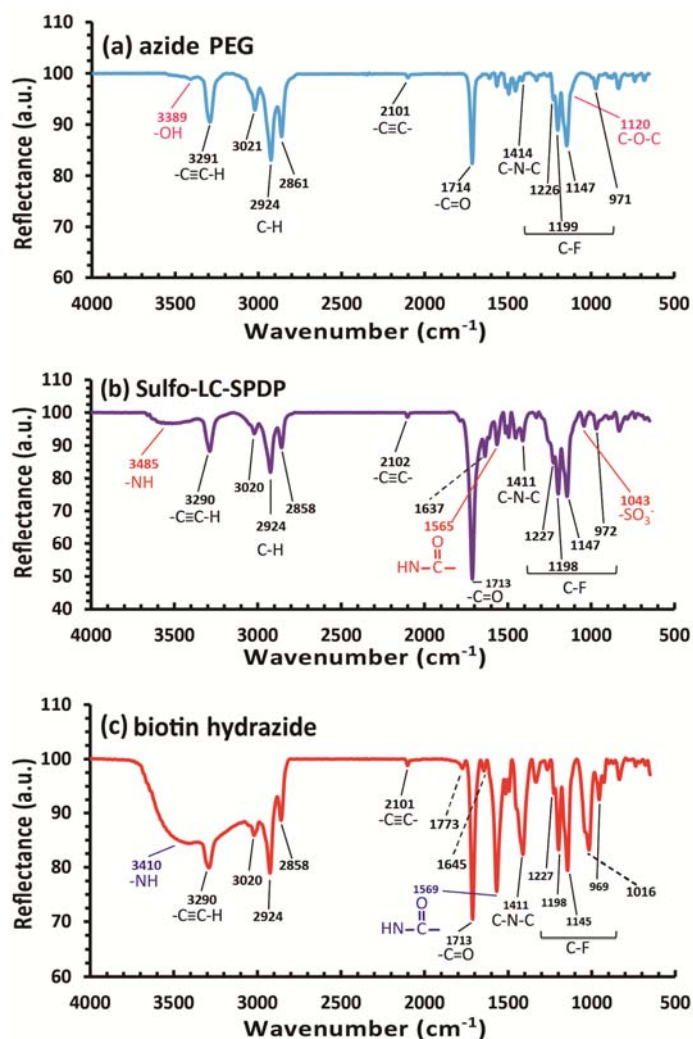 (a) azide PEG
110
100
90
80
70
60
Reflectance (a.u.)
3389
-OH
3291
-C≡C-H
3021
2924
C-H
2861
2101
-C≡C-
1714
-C=O
1414
C-N-C
1226
1199
1147
C-F
1120
C-O-C
971
4000 3500 3000 2500 2000 1500 1000 500
Wavenumber (cm⁻¹)
(b) Sulfo-LC-SPDP
110
100
90
80
70
60
50
40
Reflectance (a.u.)
3485
-NH
3290
-C≡C-H
3020
2924
C-H
2858
2102
-C≡C-
1637
1565
O
HN-C-
1713
-C=O
1411
C-N-C
1227
1198
1147
C-F
1043
-SO₃⁻
972
4000 3500 3000 2500 2000 1500 1000 500
Wavenumber (cm⁻¹)
(c) biotin hydrazide
110
100
90
80
70
60
Reflectance (a.u.)
3410
-NH
3290
-C≡C-H
3020
2924
2858
2101
-C≡C-
1773
1645
1569
O
HN-C-
1713
-C=O
1411
C-N-C
1227
1198
1145
C-F
969
1016
4000 3500 3000 2500 2000 1500 1000 500
Wavenumber (cm⁻¹)